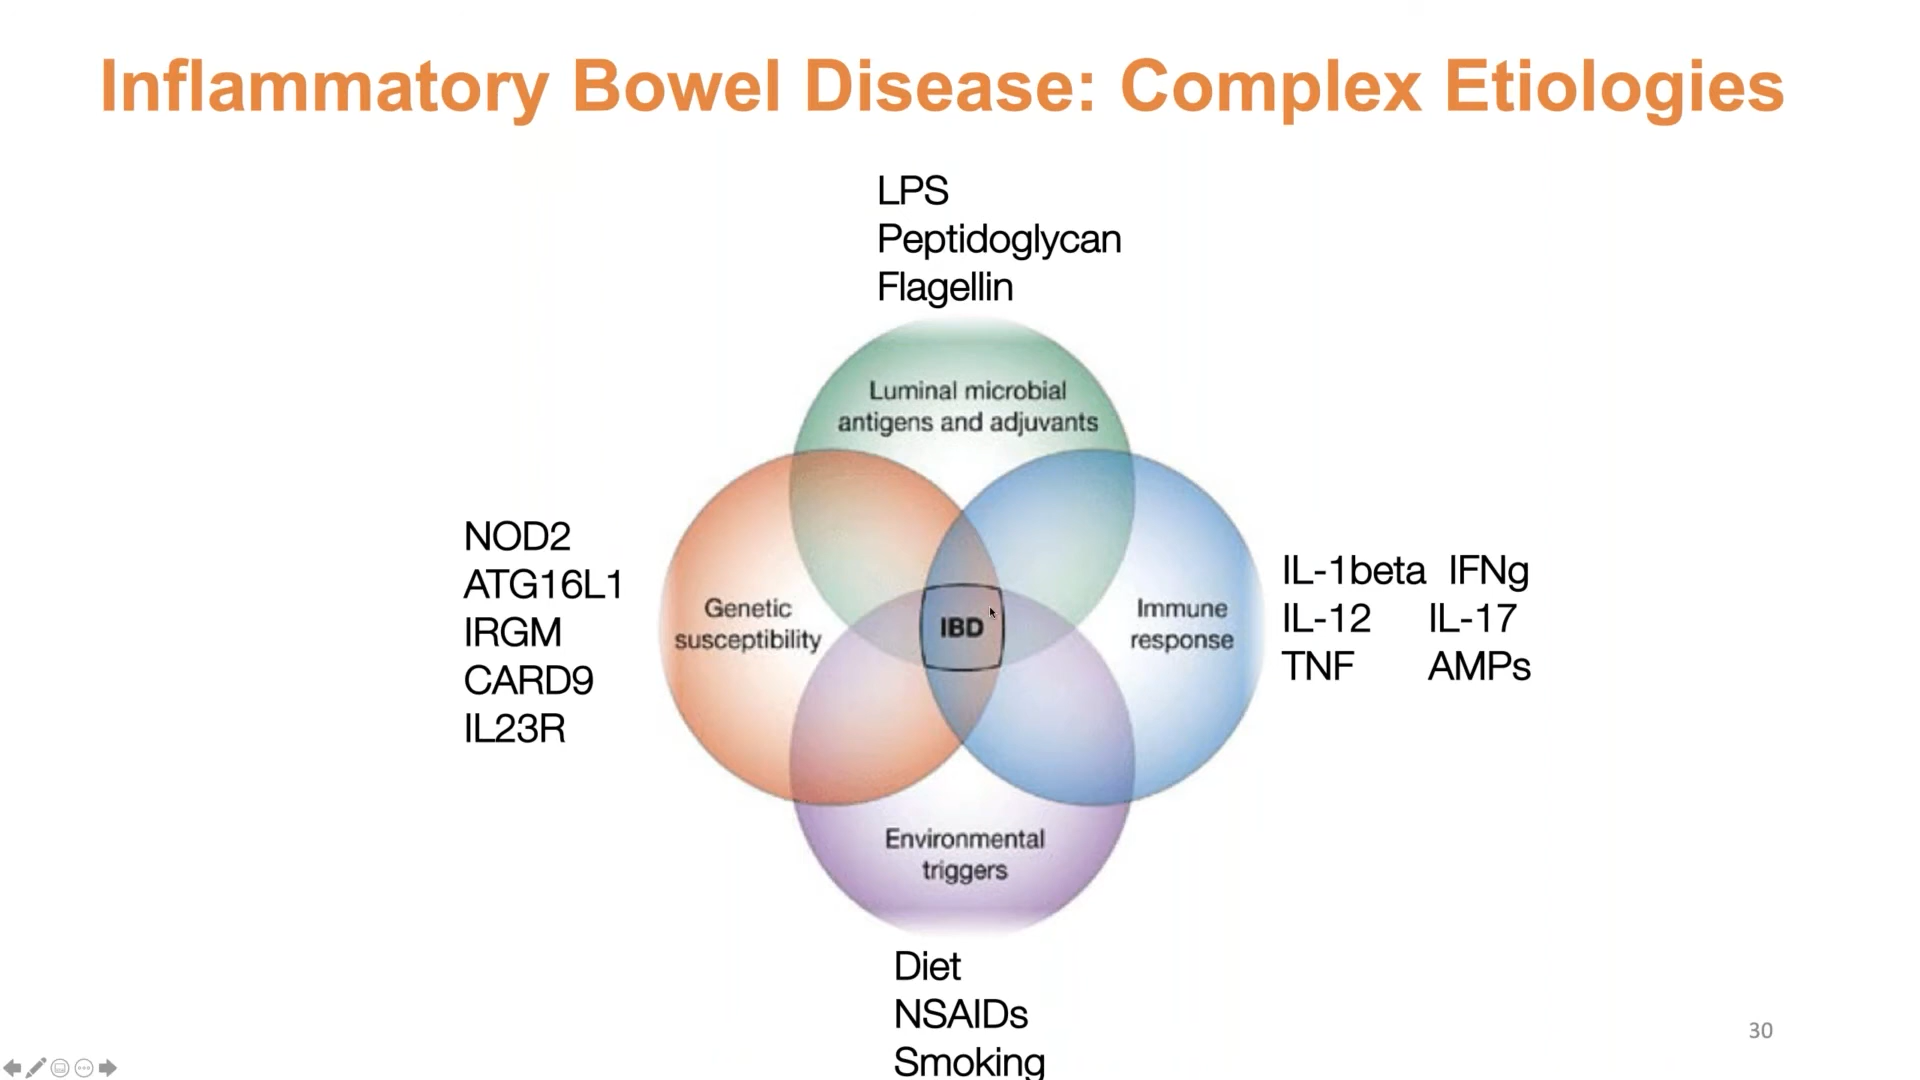 Inflammatory Bowel Disease: Complex Etiologies
LPS
Peptidoglycan
Flagellin
Luminal microbial
antigens and adjuvants
NOD2
ATG16L1
IRGM
CARD9
IL23R
Genetic
susceptibility
IBD
Immune
response
IL-1beta IFNg
IL-12 IL-17
TNF AMPs
Environmental
triggers
Diet
NSAIDs
Smoking
30